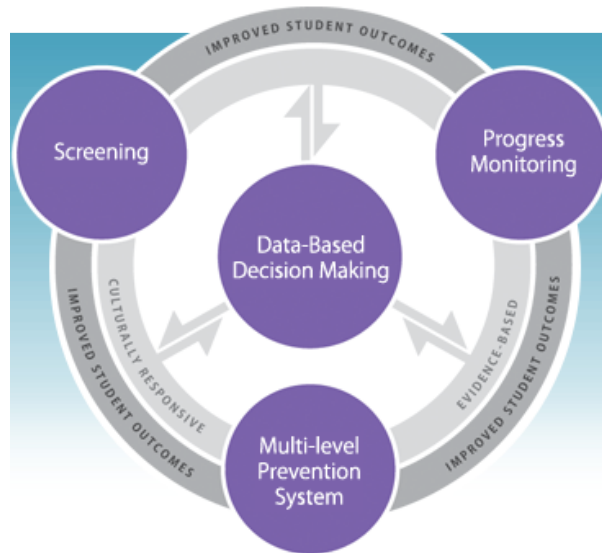 IMPROVED STUDENT OUTCOMES
Screening
Progress
Monitoring
Data-Based
Decision Making
CULTURALLY RESPONSIVE
EVIDENCE-BASED
IMPROVED STUDENT OUTCOMES
IMPROVED STUDENT OUTCOMES
Multi-level
Prevention
System